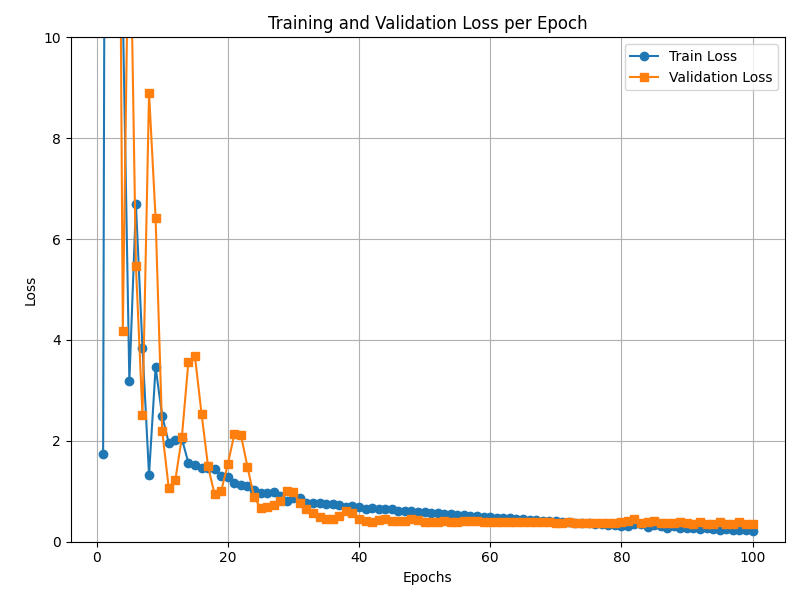 Training and Validation Loss per Epoch
Train Loss
Validation Loss
10
8
6
4
2
0
Loss
0 20 40 60 80 100
Epochs